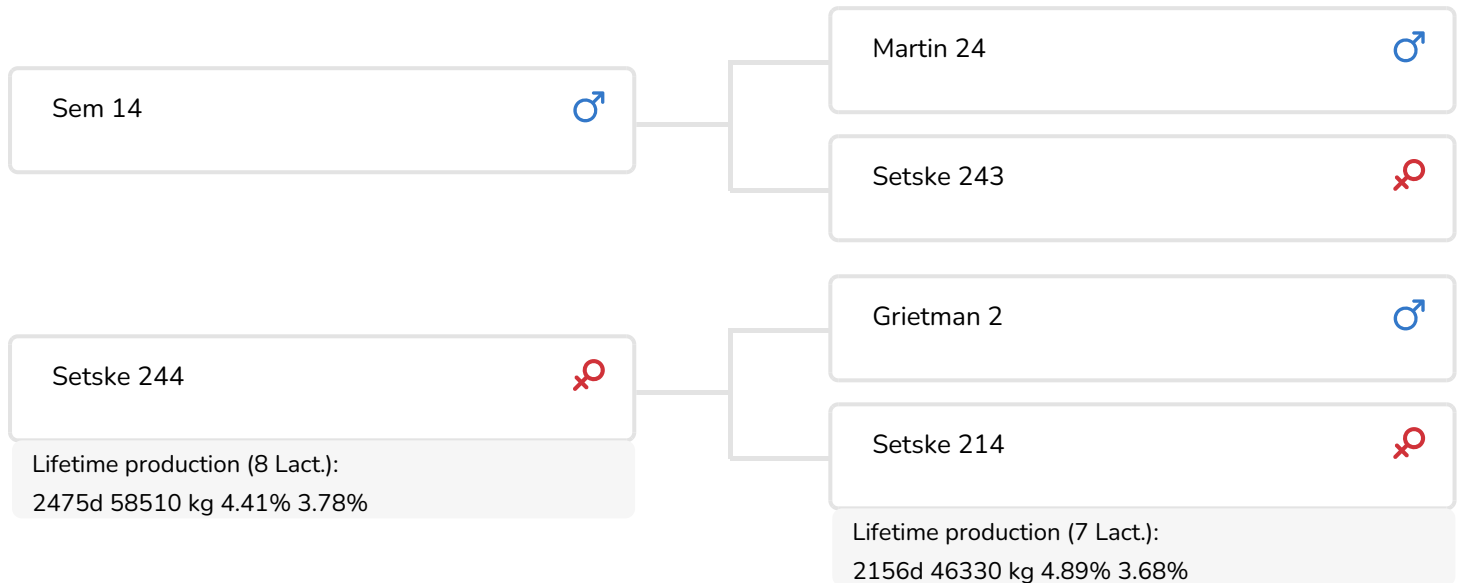 Martin 24
Sem 14
Setske 243
Grietman 2
Setske 244
Setske 214
Lifetime production (8 Lact.):
2475d 58510 kg 4.41% 3.78%
Lifetime production (7 Lact.):
2156d 46330 kg 4.89% 3.68%